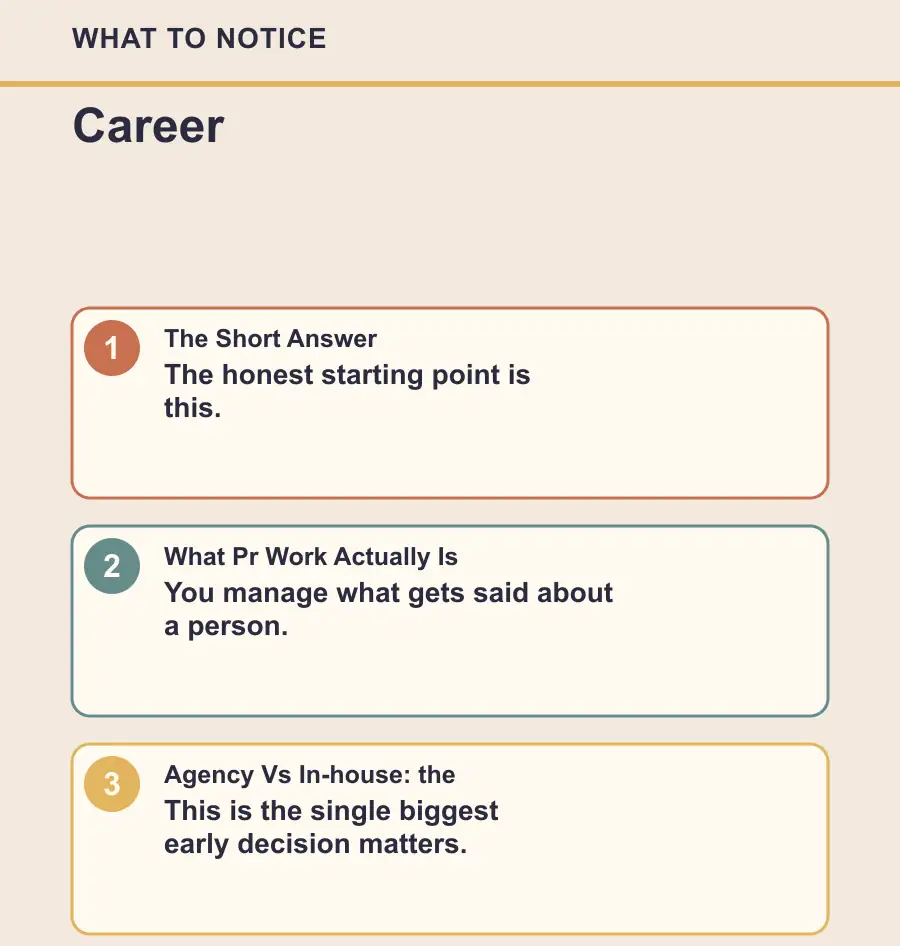 WHAT TO NOTICE
Career
1
The Short Answer
The honest starting point is
this.
2
What Pr Work Actually Is
You manage what gets said about
a person.
3
Agency Vs In-house: the
This is the single biggest
early decision matters.